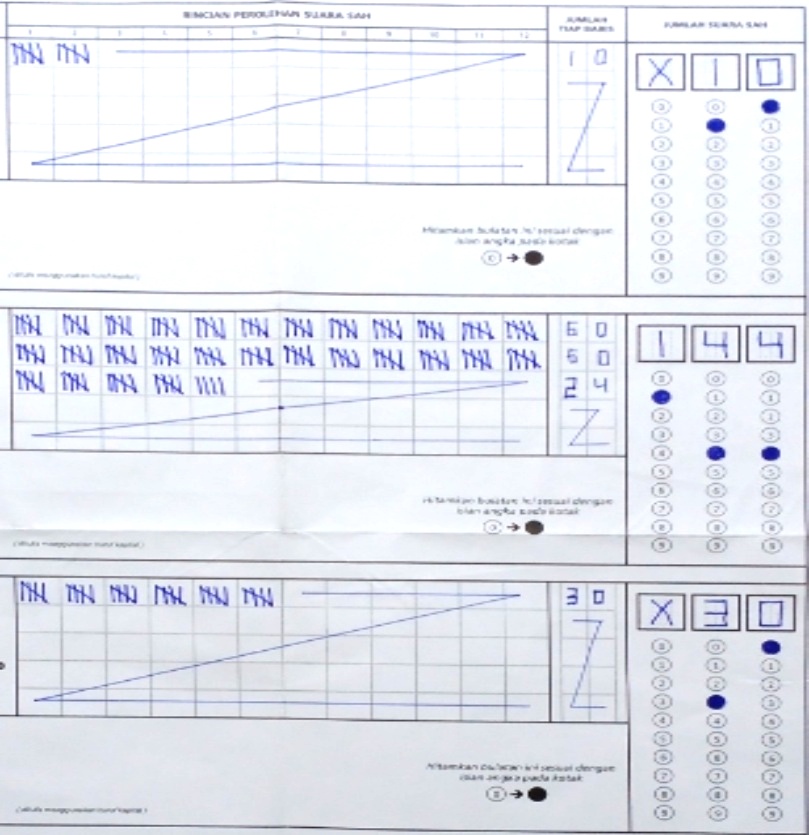 RINCIAN PEROLEHAN SUARA SAH
JUMLAH TIAP BARIS
JUMLAH SUARA SAH
1 2 3 4 5 6 7 8 9 10 11 12
1 0
X 1 0
0 0
1 1
2 2 2
3 3 3
4 4 4
5 5 5
6 6 6
7 7 7
8 8 8
9 9 9
Hitamkan bulatan ini sesuai dengan
isian angka pada kotak
0 →
(ditulis menggunakan huruf kapital)
6 0
6 0
2 4
1 4 4
0 0 0
1 1
2 2 2
3 3 3
4
5 5 5
6 6 6
7 7 7
8 8 8
9 9 9
Hitamkan bulatan ini sesuai dengan
isian angka pada kotak
0 →
(ditulis menggunakan huruf kapital)
3 0
X 3 0
0 0
1 1 1
2 2 2
3 3
4 4 4
5 5 5
6 6 6
7 7 7
8 8 8
9 9 9
Hitamkan bulatan ini sesuai dengan
isian angka pada kotak
0 →
(ditulis menggunakan huruf kapital)